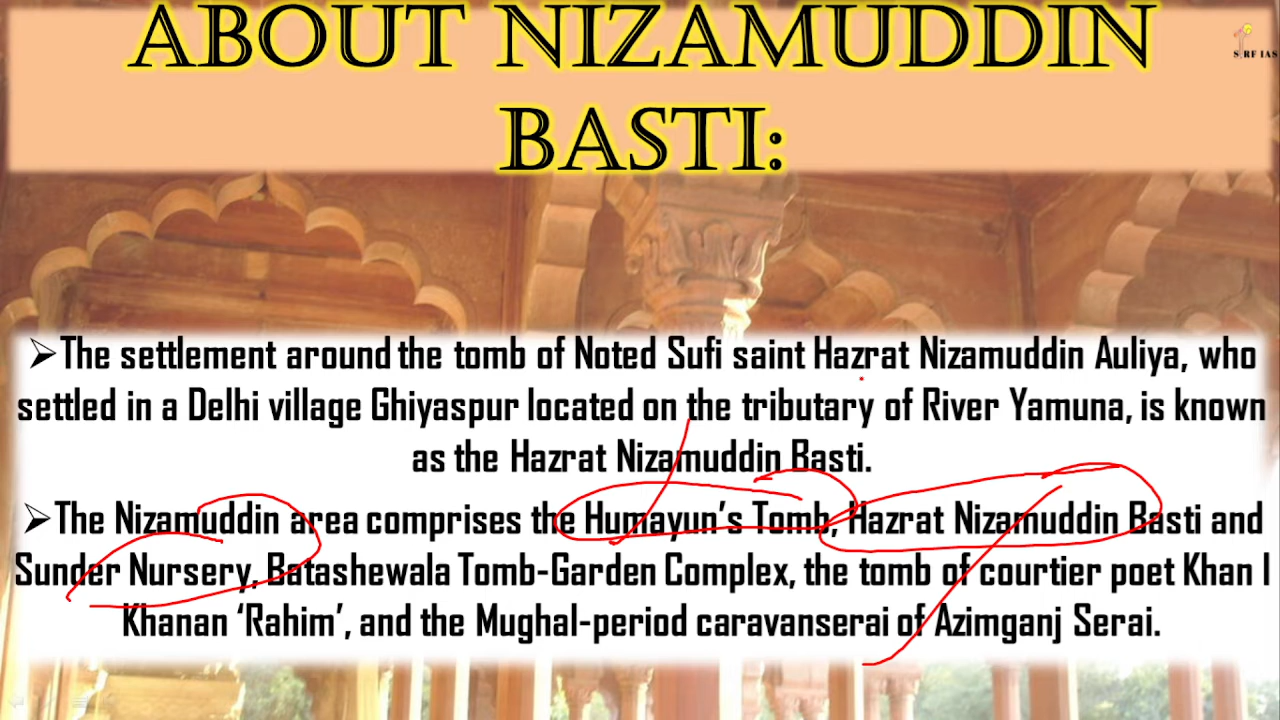 ABOUT NIZAMUDDIN
BASTI:
SIRF IAS
➢The settlement around the tomb of Noted Sufi saint Hazrat Nizamuddin Auliya, who
settled in a Delhi village Ghiyaspur located on the tributary of River Yamuna, is known
as the Hazrat Nizamuddin Basti.
➢The Nizamuddin area comprises the Humayun's Tomb, Hazrat Nizamuddin Basti and
Sunder Nursery, Batashewala Tomb-Garden Complex, the tomb of courtier poet Khan I
Khanan ‘Rahim’, and the Mughal-period caravanserai of Azimganj Serai.